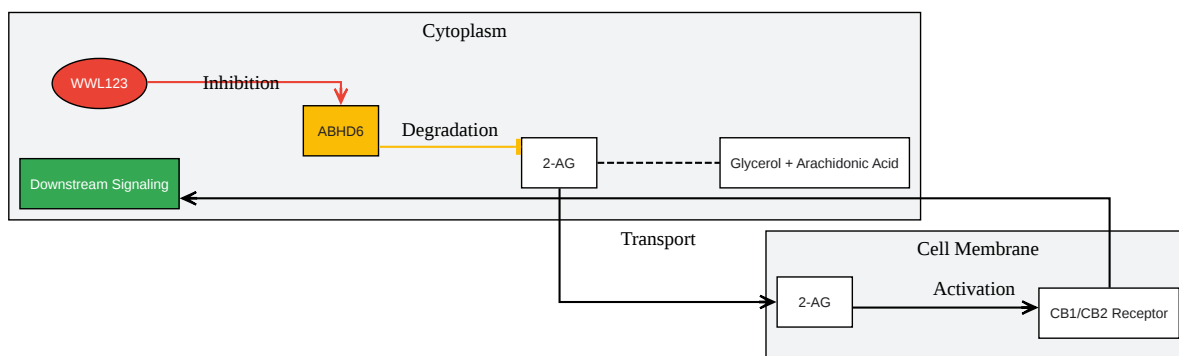 Cytoplasm
WWL123
Inhibition
ABHD6
Degradation
2-AG
Glycerol + Arachidonic Acid
Downstream Signaling
Transport
Cell Membrane
2-AG
Activation
CB1/CB2 Receptor